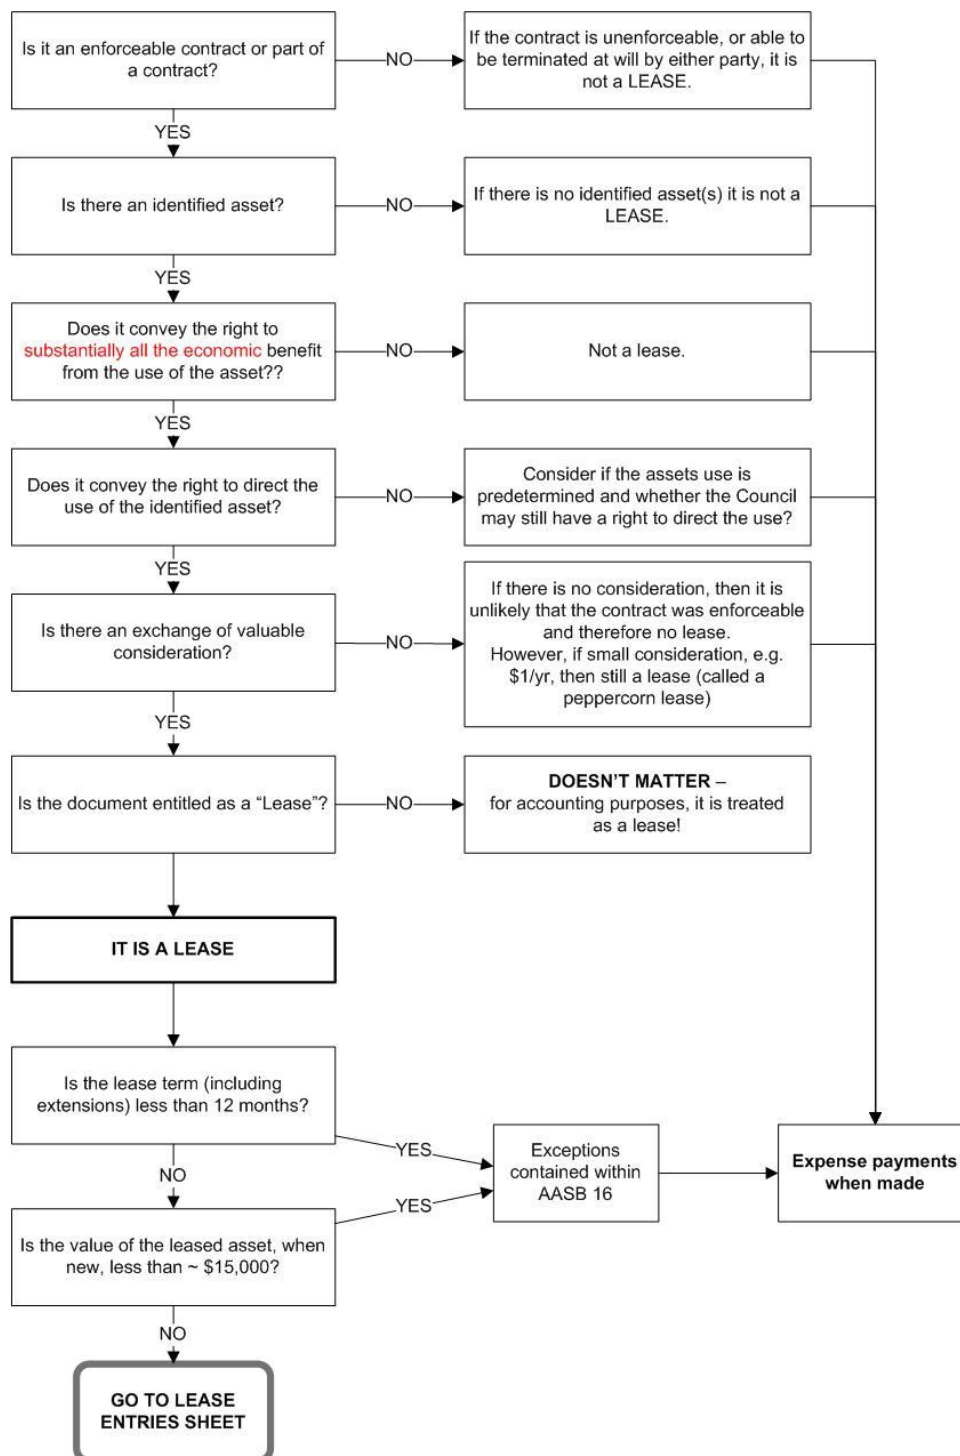 Is it an enforceable contract or part of
a contract?
NO
If the contract is unenforceable, or able to
be terminated at will by either party, it is
not a LEASE.
YES
Is there an identified asset?
NO
If there is no identified asset(s) it is not a
LEASE.
YES
Does it convey the right to
substantially all the economic benefit
from the use of the asset??
NO
Not a lease.
YES
Does it convey the right to direct the
use of the identified asset?
NO
Consider if the assets use is
predetermined and whether the Council
may still have a right to direct the use?
YES
Is there an exchange of valuable
consideration?
NO
If there is no consideration, then it is
unlikely that the contract was enforceable
and therefore no lease.
However, if small consideration, e.g.
$1/yr, then still a lease (called a
peppercorn lease)
YES
Is the document entitled as a “Lease”?
NO
DOESN’T MATTER –
for accounting purposes, it is treated
as a lease!
IT IS A LEASE
Is the lease term (including
extensions) less than 12 months?
YES
Exceptions
contained within
AASB 16
Expense payments
when made
NO
YES
Is the value of the leased asset, when
new, less than ~ $15,000?
NO
GO TO LEASE
ENTRIES SHEET